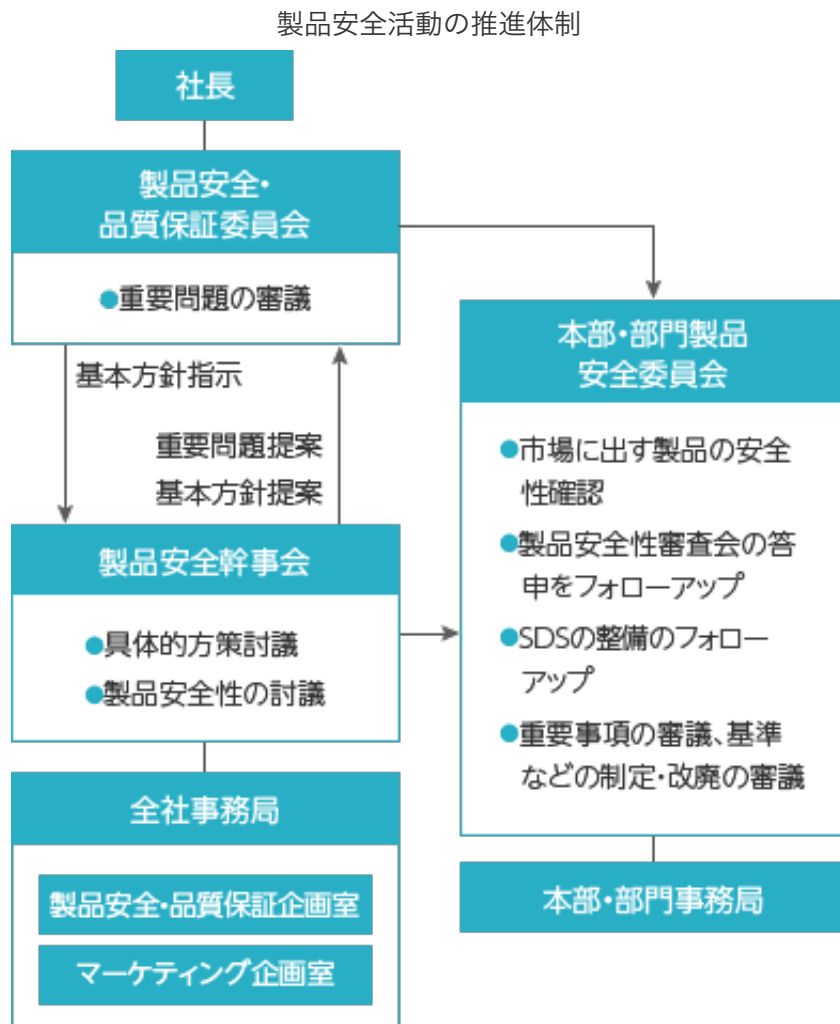 製品安全活動の推進体制
社長
製品安全・
品質保証委員会
●重要問題の審議
基本方針指示
重要問題提案
基本方針提案
製品安全幹事会
●具体的方策討議
●製品安全性の討議
全社事務局
製品安全・品質保証企画室
マーケティング企画室
本部・部門製品
安全委員会
●市場に出す製品の安全
性確認
●製品安全性審査会の答
申をフォローアップ
●SDSの整備のフォロー
アップ
●重要事項の審議、基準
などの制定・改廃の審議
本部・部門事務局